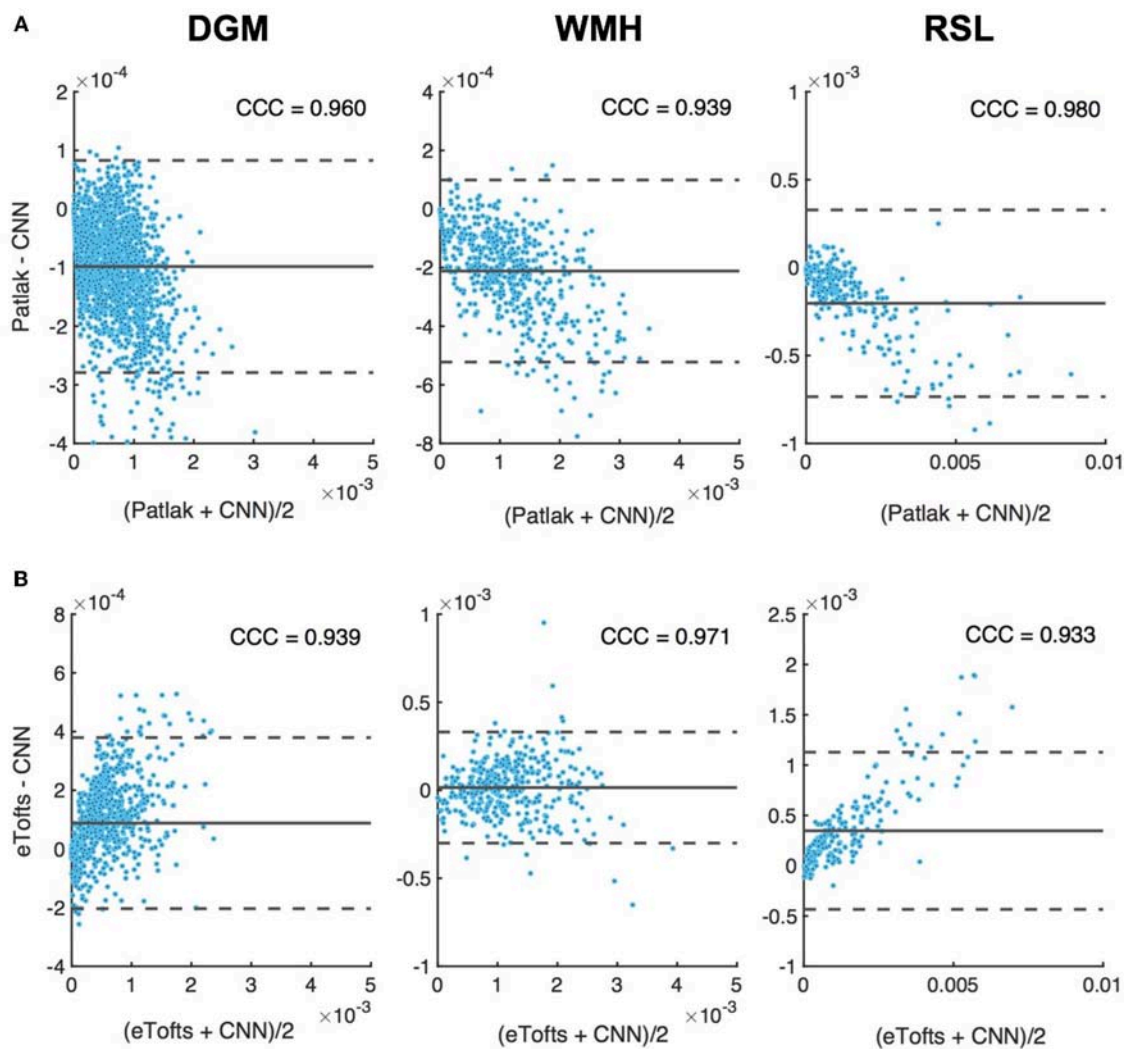 A
DGM WMH RSL
×10⁻⁴ ×10⁻⁴ ×10⁻³
CCC = 0.960 CCC = 0.939 CCC = 0.980
Patlak - CNN
2
1
0
-1
-2
-3
-4
4
2
0
-2
-4
-6
-8
1
0.5
0
-0.5
-1
0 1 2 3 4 5
0 1 2 3 4 5
0 0.005 0.01
×10⁻³ ×10⁻³
(Patlak + CNN)/2 (Patlak + CNN)/2 (Patlak + CNN)/2
B
×10⁻⁴ ×10⁻³ ×10⁻³
CCC = 0.939 CCC = 0.971 CCC = 0.933
eTofts - CNN
8
6
4
2
0
-2
-4
1
0.5
0
-0.5
-1
2.5
2
1.5
1
0.5
0
-0.5
-1
0 1 2 3 4 5
0 1 2 3 4 5
0 0.005 0.01
×10⁻³ ×10⁻³
(eTofts + CNN)/2 (eTofts + CNN)/2 (eTofts + CNN)/2